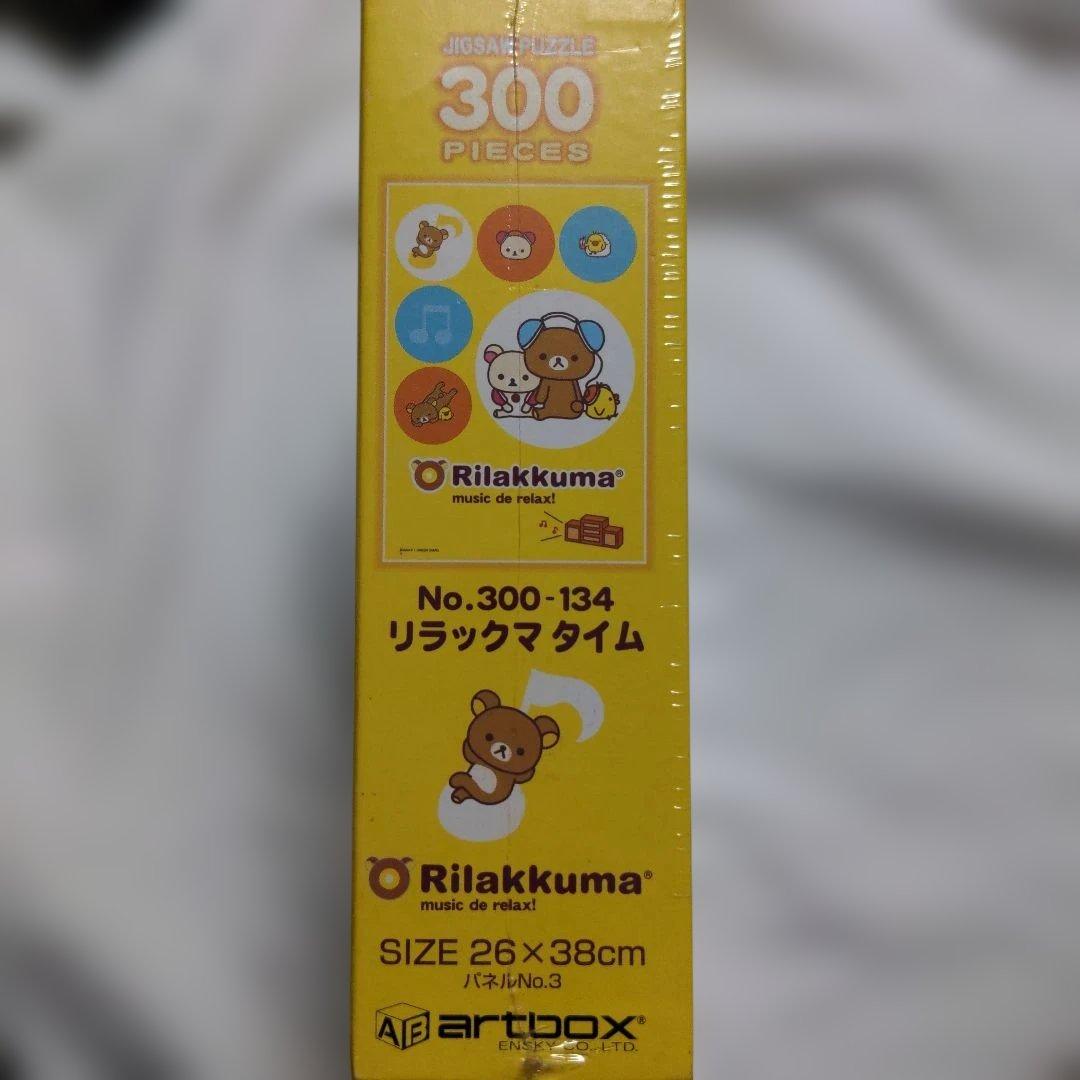 JIGSAW PUZZLE
300
PIECES
Rilakkuma®
music de relax!
No.300-134
リラックマ タイム
Rilakkuma®
music de relax!
SIZE 26×38cm
パネルNo.3
AB artbox®
ENSKY CO.,LTD.